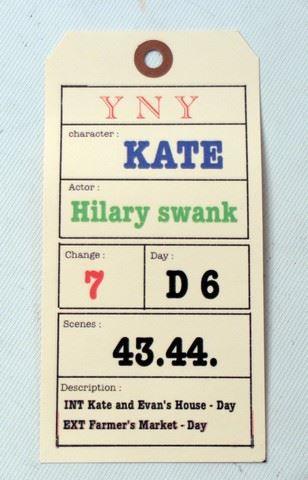 YNY
character :
KATE
Actor :
Hilary swank
Change : Day :
7 D 6
Scenes :
43.44.
Description :
INT Kate and Evan's House - Day
EXT Farmer's Market - Day